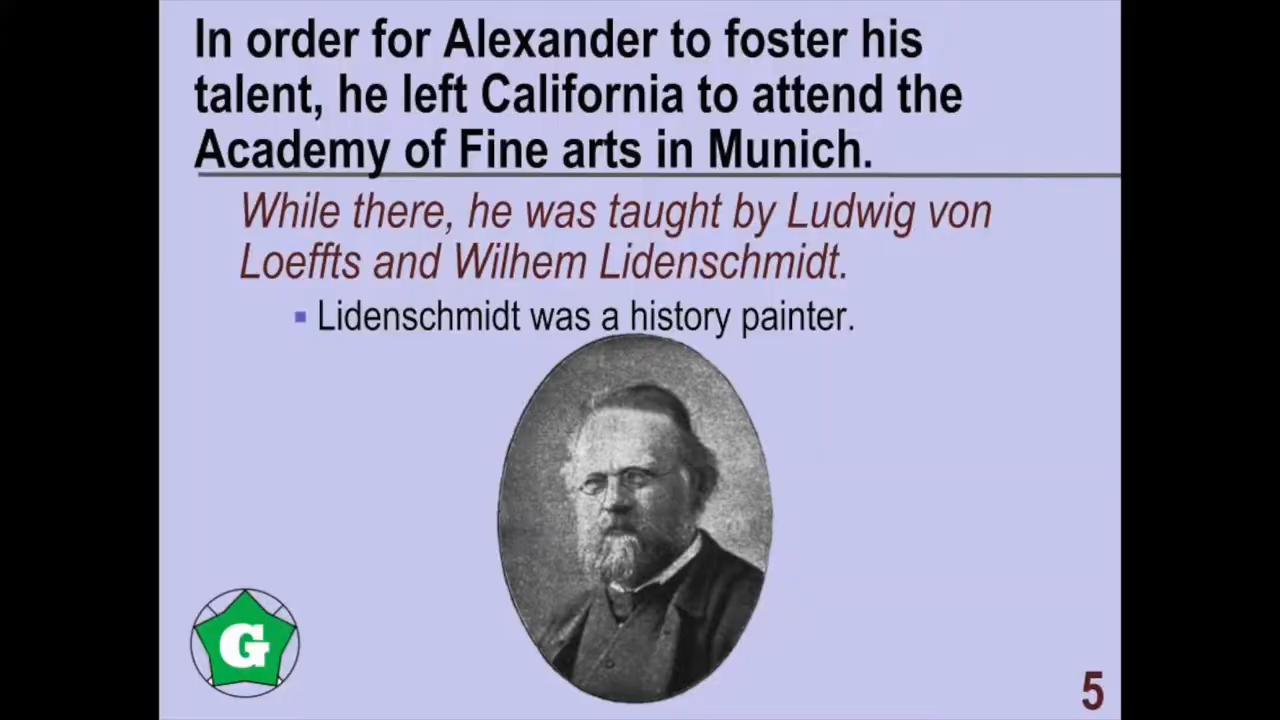 In order for Alexander to foster his
talent, he left California to attend the
Academy of Fine arts in Munich.
While there, he was taught by Ludwig von
Loeffts and Wilhem Lidenschmidt.
Lidenschmidt was a history painter.
G
5